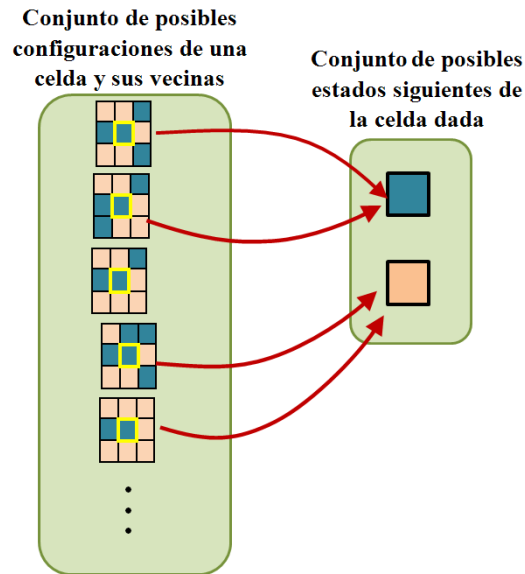 Conjunto de posibles
configuraciones de una
celda y sus vecinas
Conjunto de posibles
estados siguientes de
la celda dada